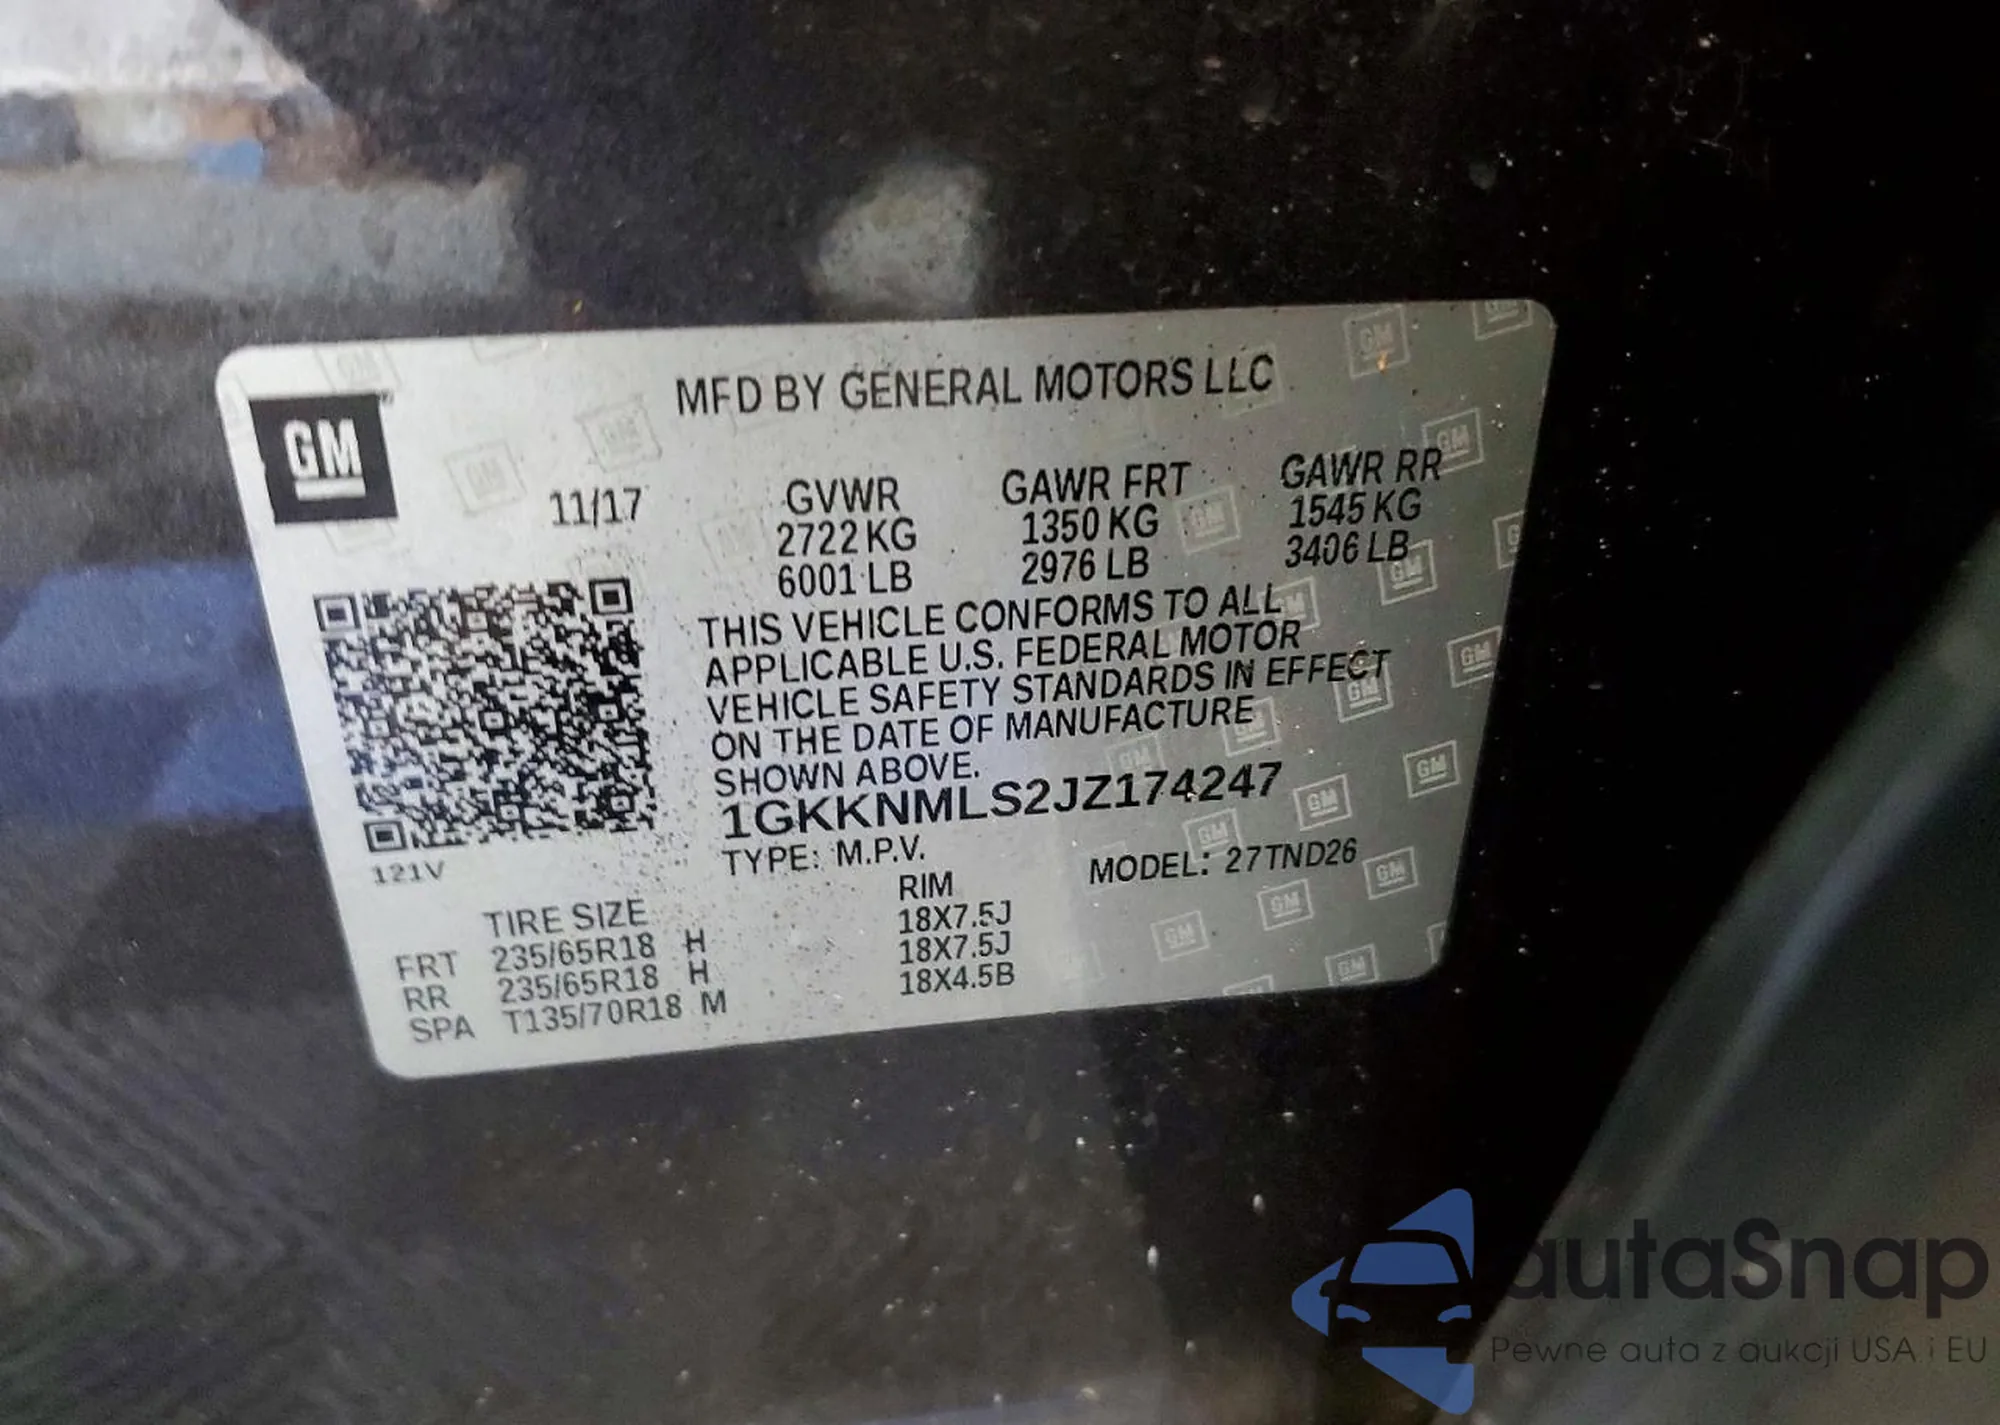 GM
MFD BY GENERAL MOTORS LLC
11/17
GVWR GAWR FRT GAWR RR
2722 KG 1350 KG 1545 KG
6001 LB 2976 LB 3406 LB
THIS VEHICLE CONFORMS TO ALL
APPLICABLE U.S. FEDERAL MOTOR
VEHICLE SAFETY STANDARDS IN EFFECT
ON THE DATE OF MANUFACTURE
SHOWN ABOVE.
1GKKNMLS2JZ174247
TYPE: M.P.V. MODEL: 27TND26
121V
TIRE SIZE RIM
FRT 235/65R18 H 18X7.5J
RR 235/65R18 H 18X7.5J
SPA T135/70R18 M 18X4.5B
autaSnap
Pewne auta z aukcji USA i EU